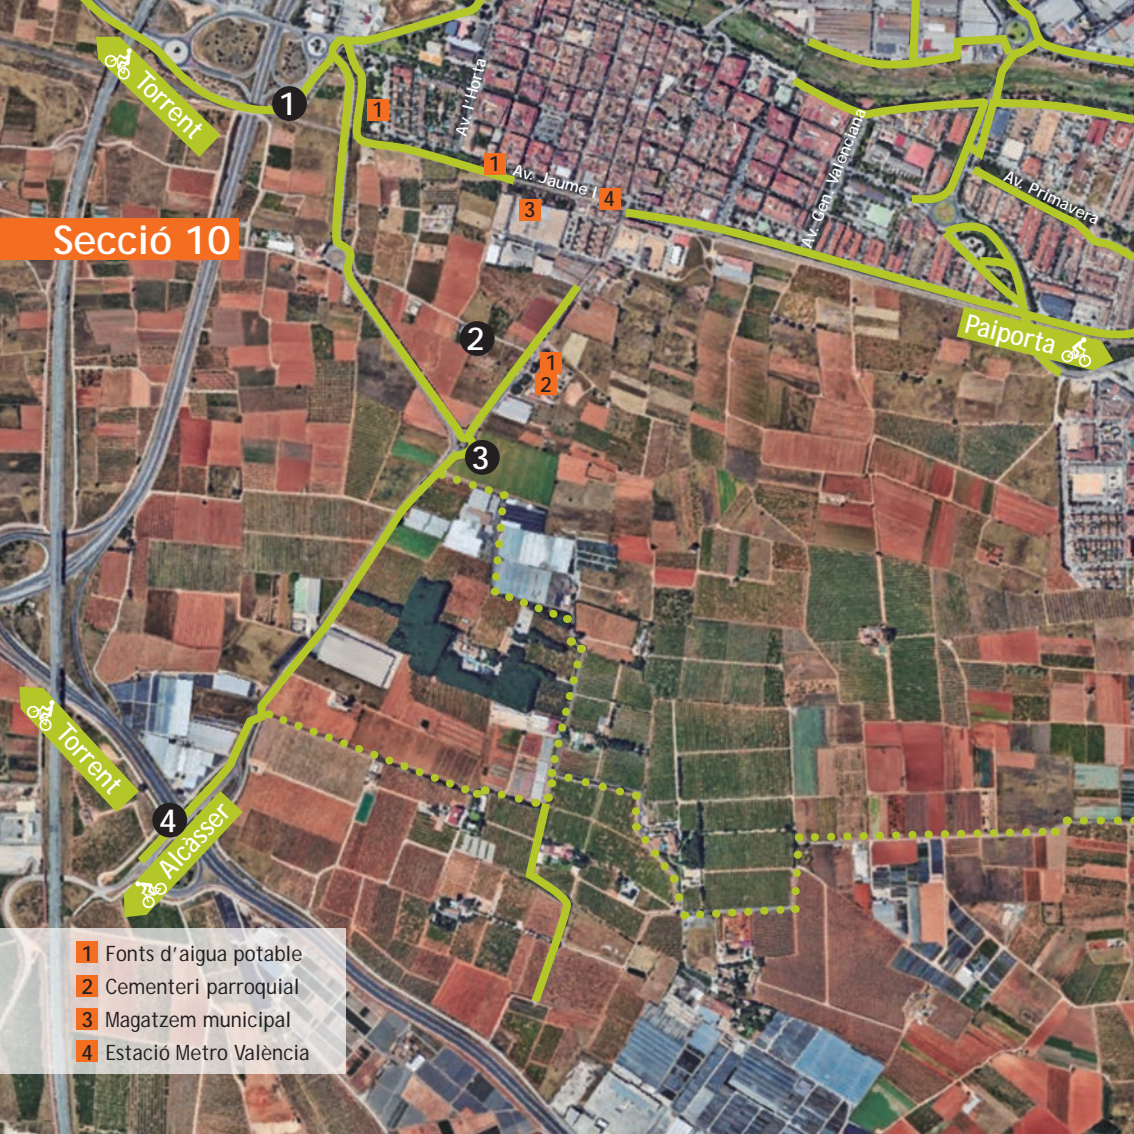 Torrent
1
1
Av. l'Horta
1
Av. Jaume I
4
3
Av. Gen Valenciana
Av. Primavera
Secció 10
Paiporta
2
1
2
3
Torrent
4
Alcasser
1 Fonts d'aigua potable
2 Cementeri parroquial
3 Magatzem municipal
4 Estació Metro València